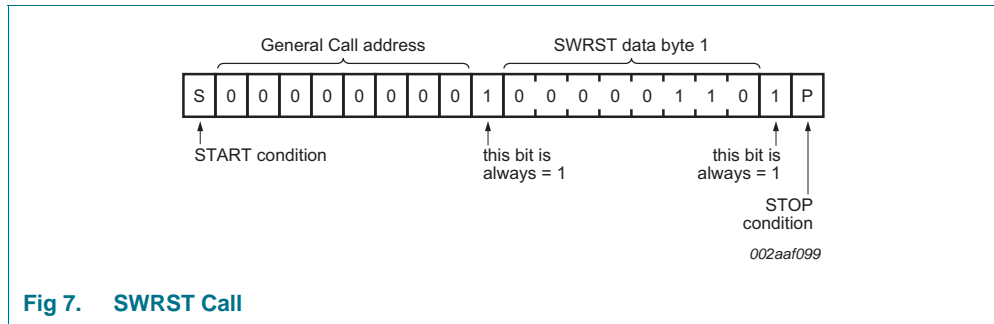 General Call address SWRST data byte 1
S 0 0 0 0 0 0 0 0 1 0 0 0 0 0 1 1 0 1 P
START condition this bit is always = 1 this bit is always = 1
STOP condition
002aaf099
Fig 7. SWRST Call